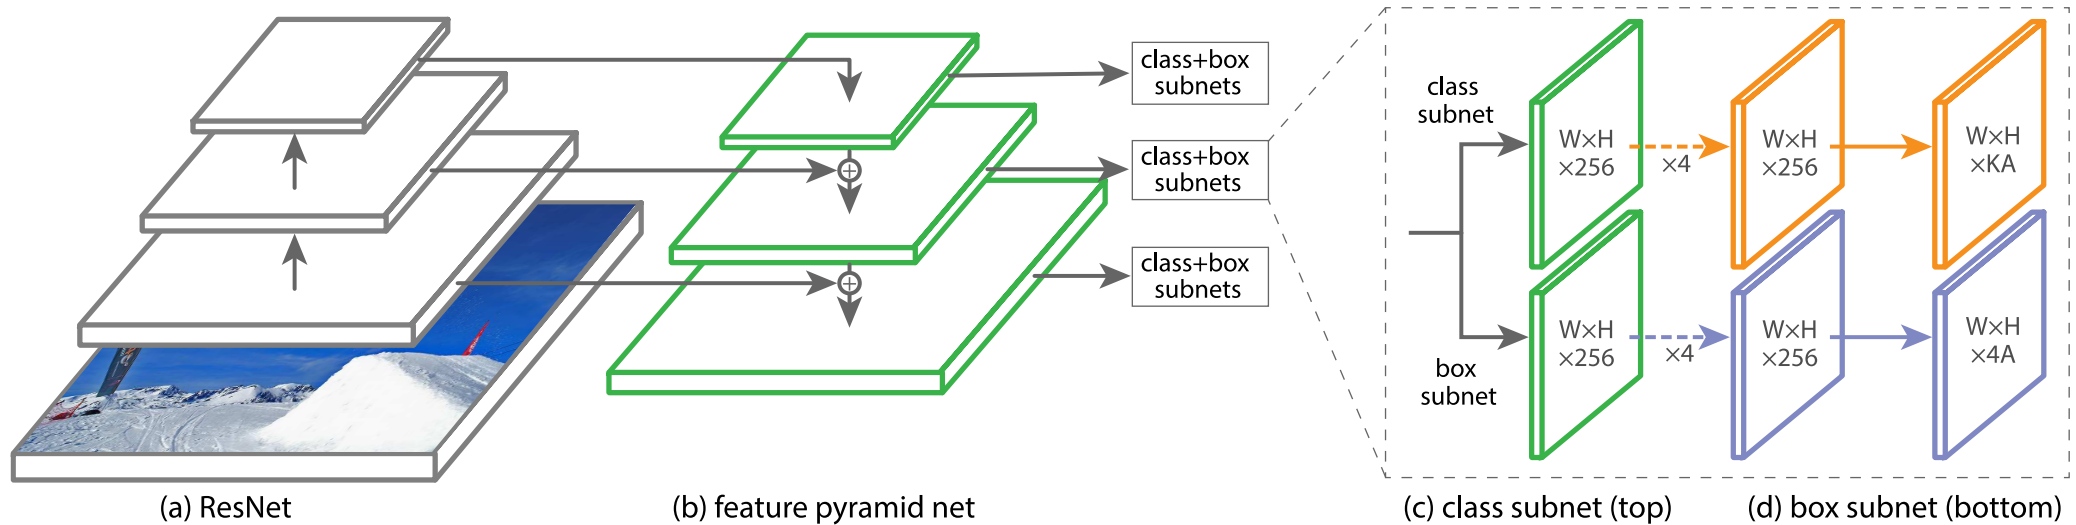 class+box
subnets
class+box
subnets
class+box
subnets
class
subnet
W×H
×256
×4
W×H
×256
W×H
×KA
box
subnet
W×H
×256
×4
W×H
×256
W×H
×4A
(a) ResNet
(b) feature pyramid net
(c) class subnet (top)
(d) box subnet (bottom)